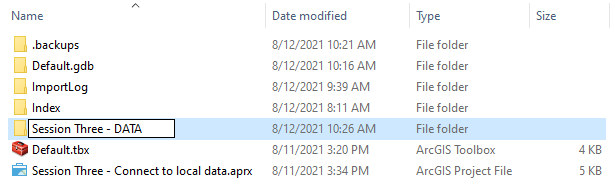 Name Date modified Type Size
.backups 8/12/2021 10:21 AM File folder
Default.gdb 8/12/2021 10:16 AM File folder
ImportLog 8/12/2021 9:39 AM File folder
Index 8/12/2021 8:11 AM File folder
Session Three - DATA 8/12/2021 10:26 AM File folder
Default.tbx 8/11/2021 3:20 PM ArcGIS Toolbox 4 KB
Session Three - Connect to local data.aprx 8/11/2021 3:34 PM ArcGIS Project File 5 KB